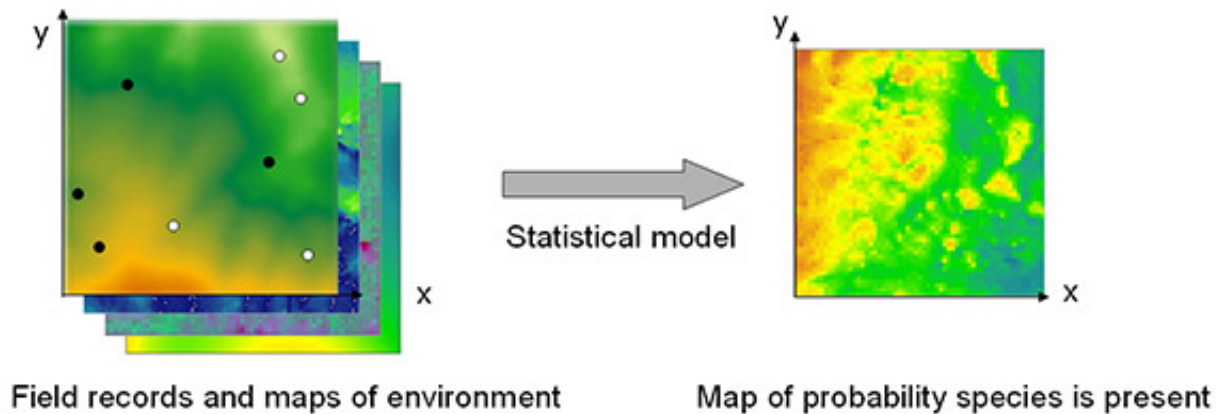 y
x
Statistical model
y
x
Field records and maps of environment
Map of probability species is present